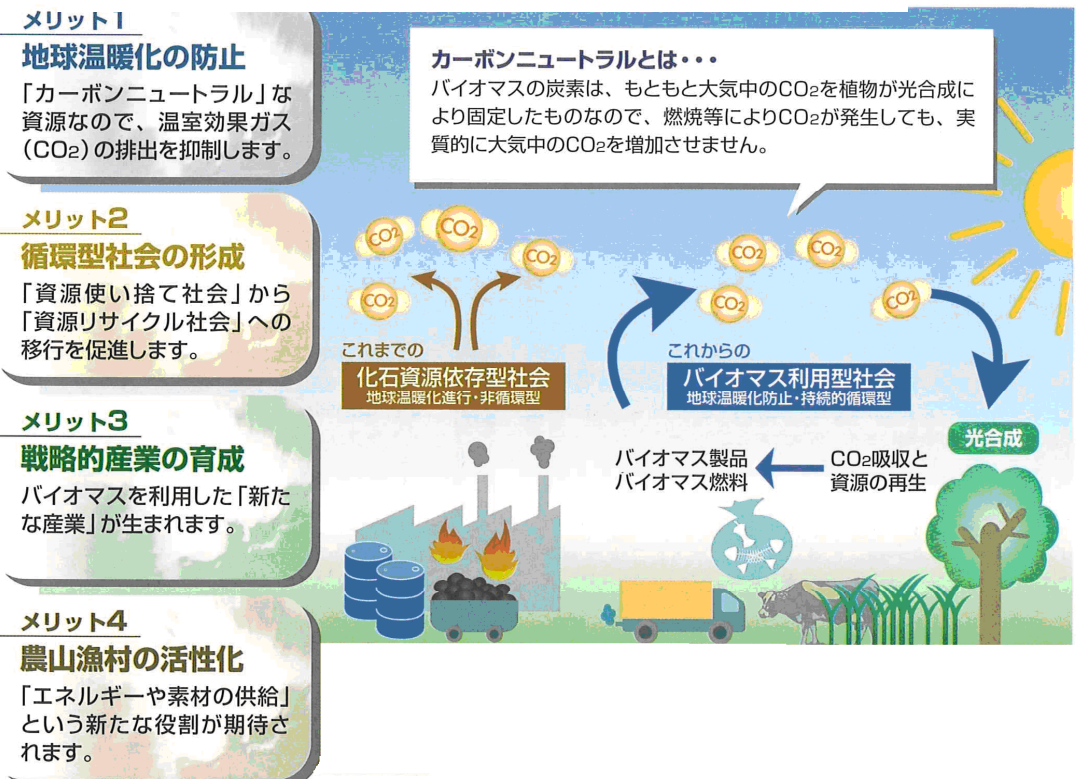 メリット1
地球温暖化の防止
「カーボンニュートラル」な
資源なので、温室効果ガス
（CO2）の排出を抑制します。
メリット2
循環型社会の形成
「資源使い捨て社会」から
「資源リサイクル社会」への
移行を促進します。
メリット3
戦略的産業の育成
バイオマスを利用した「新た
な産業」が生まれます。
メリット4
農山漁村の活性化
「エネルギーや素材の供給」
という新たな役割が期待さ
れます。
カーボンニュートラルとは・・・
バイオマスの炭素は、もともと大気中のCO2を植物が光合成に
より固定したものなので、燃焼等によりCO2が発生しても、実
質的に大気中のCO2を増加させません。
CO2
CO2
CO2
CO2
CO2
CO2
CO2
CO2
これまでの
化石資源依存型社会
地球温暖化進行・非循環型
これからの
バイオマス利用型社会
地球温暖化防止・持続的循環型
光合成
バイオマス製品
バイオマス燃料
CO2吸収と
資源の再生